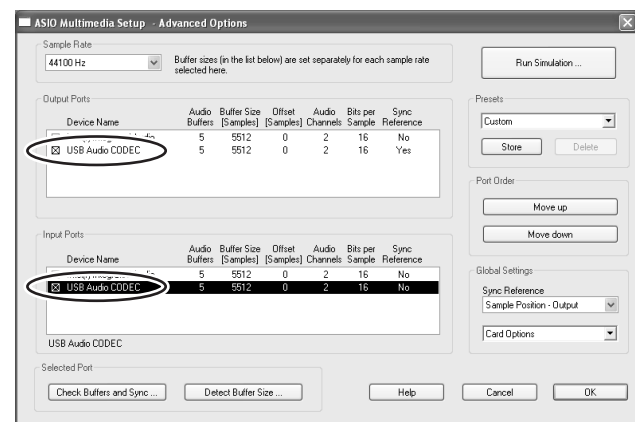 ASIO Multimedia Setup - Advanced Options
Sample Rate
44100 Hz
Buffer sizes (in the list below) are set separately for each sample rate
selected here.
Run Simulation ...
Output Ports
Device Name Audio Buffers Buffer Size [Samples] Offset [Samples] Audio Channels Bits per Sample Sync Reference
5 5512 0 2 16 No
USB Audio CODEC 5 5512 0 2 16 Yes
Presets
Custom
Store Delete
Port Order
Move up
Move down
Input Ports
Device Name Audio Buffers Buffer Size [Samples] Offset [Samples] Audio Channels Bits per Sample Sync Reference
5 5512 0 2 16 No
USB Audio CODEC 5 5512 0 2 16 No
USB Audio CODEC
Global Settings
Sync Reference
Sample Position - Output
Card Options
Selected Port
Check Buffers and Sync ... Detect Buffer Size ... Help Cancel OK